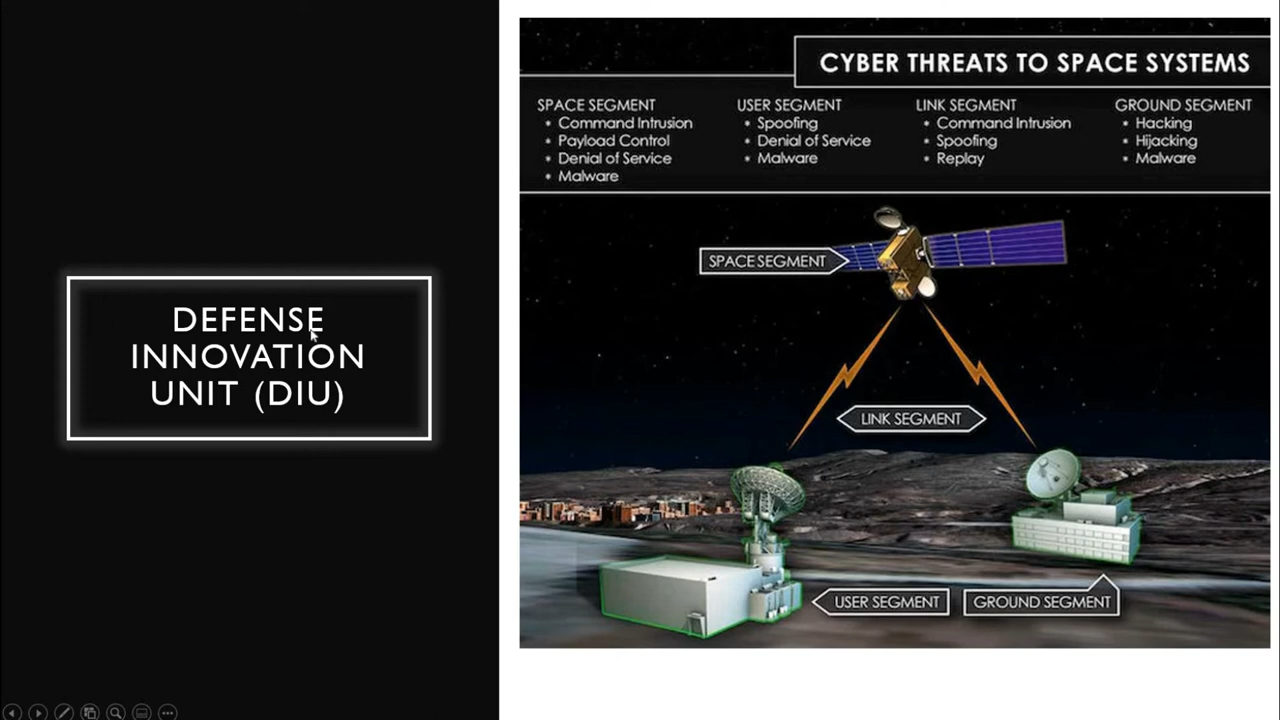 DEFENSE
INNOVATION
UNIT (DIU)
CYBER THREATS TO SPACE SYSTEMS
SPACE SEGMENT
• Command Intrusion
• Payload Control
• Denial of Service
• Malware
USER SEGMENT
• Spoofing
• Denial of Service
• Malware
LINK SEGMENT
• Command Intrusion
• Spoofing
• Replay
GROUND SEGMENT
• Hacking
• Hijacking
• Malware
SPACE SEGMENT
LINK SEGMENT
USER SEGMENT
GROUND SEGMENT